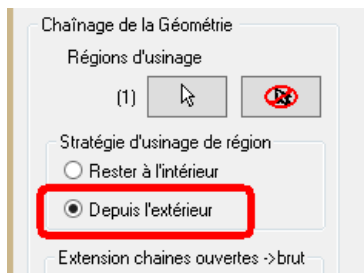 Chaînage de la Géométrie
Régions d'usinage
(1)
Stratégie d'usinage de région
Rester à l'intérieur
Depuis l'extérieur
Extension chaines ouvertes ->brut